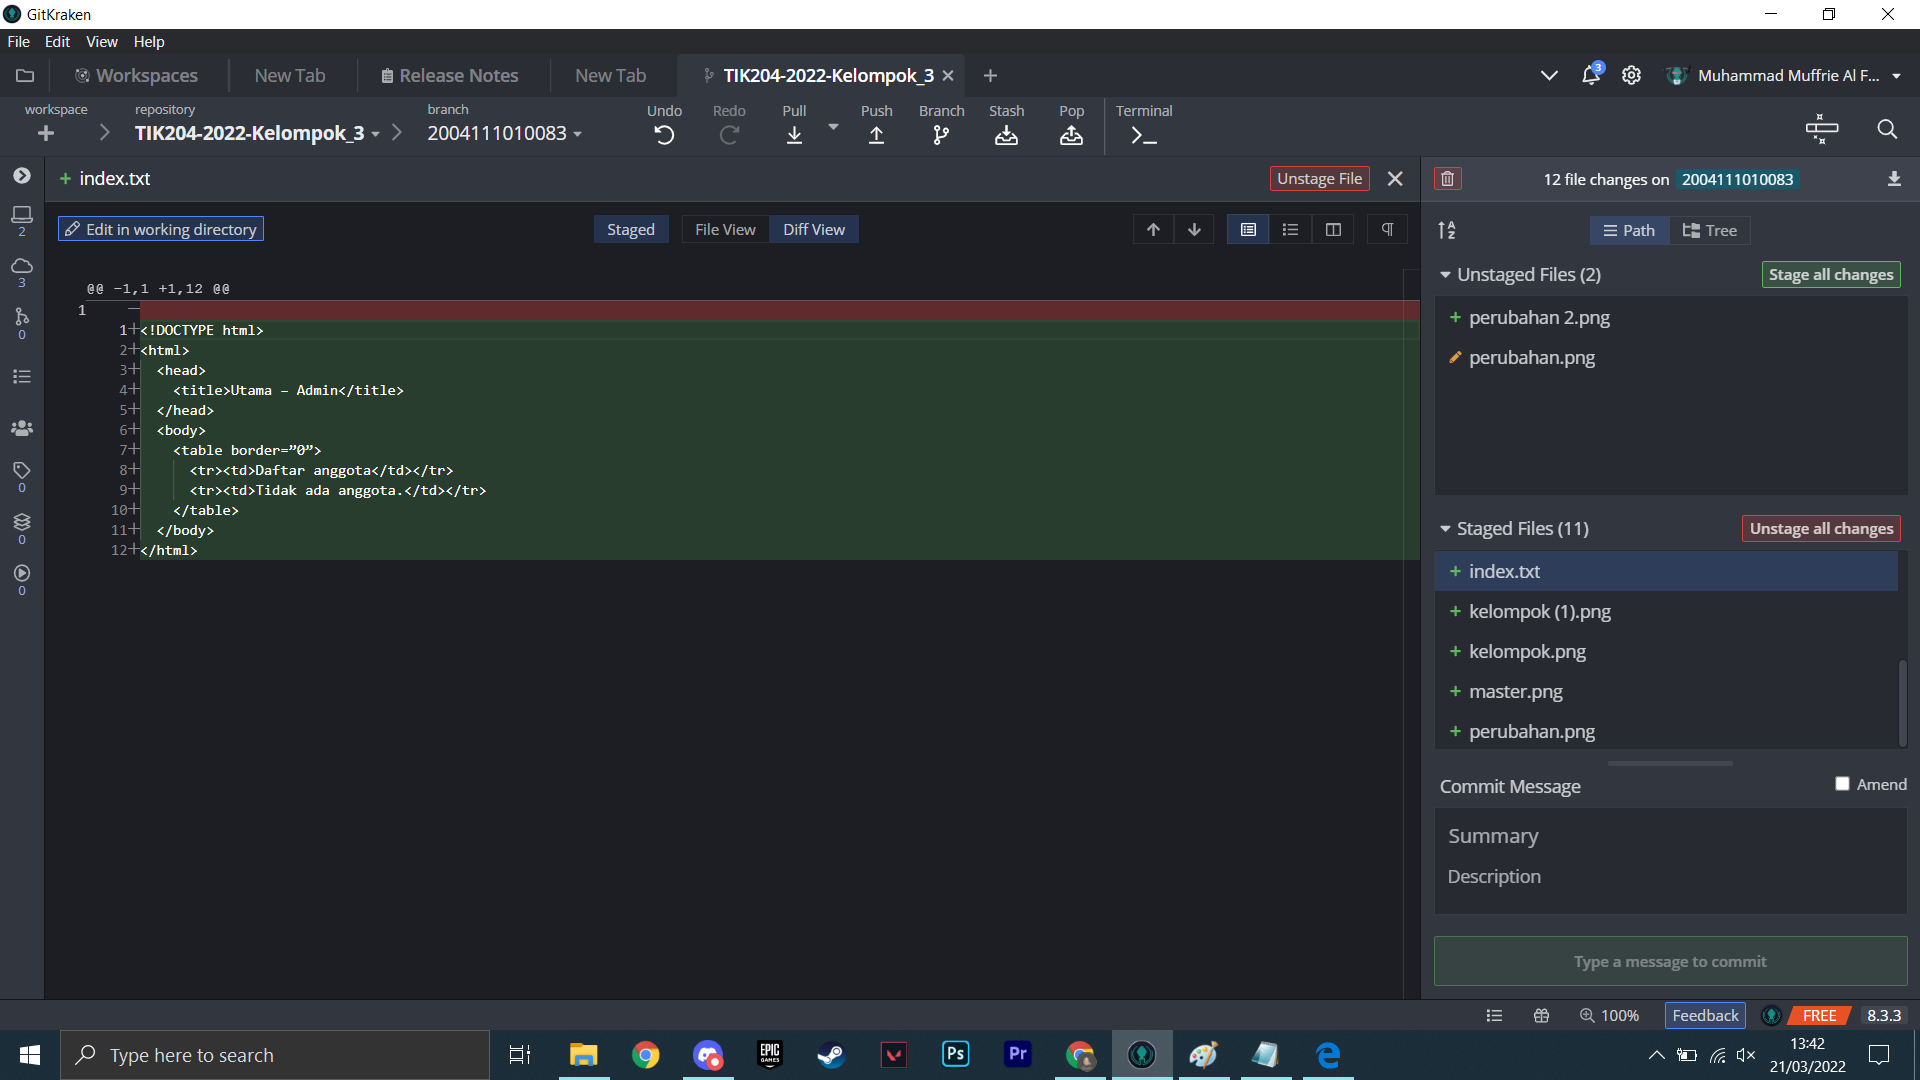 GitKraken
File Edit View Help
Workspaces New Tab Release Notes New Tab TIK204-2022-Kelompok_3
3
Muhammad Muffrie Al F...
workspace repository branch
TIK204-2022-Kelompok_3 2004111010083
Undo Redo Pull Push Branch Stash Pop Terminal
+ index.txt
Unstage File
12 file changes on 2004111010083
Edit in working directory
Staged File View Diff View
Path Tree
2
3
0
0
0
0
@@ -1,1 +1,12 @@
1 —
1+<!DOCTYPE html>
2+<html>
3+ <head>
4+ <title>Utama – Admin</title>
5+ </head>
6+ <body>
7+ <table border=”0”>
8+ <tr><td>Daftar anggota</td></tr>
9+ <tr><td>Tidak ada anggota.</td></tr>
10+ </table>
11+ </body>
12+</html>
Unstaged Files (2)
Stage all changes
+ perubahan 2.png
perubahan.png
Staged Files (11)
Unstage all changes
+ index.txt
+ kelompok (1).png
+ kelompok.png
+ master.png
+ perubahan.png
Commit Message
Amend
Summary
Description
Type a message to commit
100%
Feedback
FREE
8.3.3
Type here to search
EPIC GAMES
Ps
Pr
13:42
21/03/2022